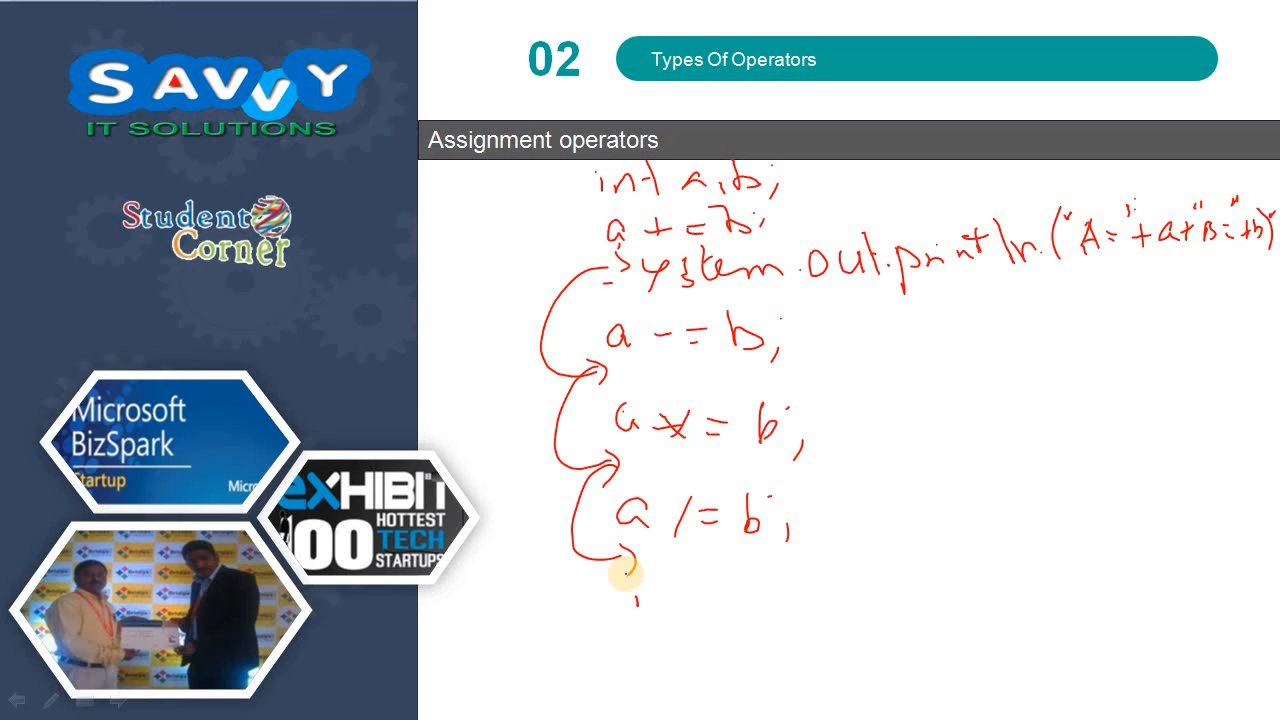 SAVVY
IT SOLUTIONS
Student
Corner
Microsoft
BizSpark
Startup
Micr
eXHIBIT
100 HOTTEST
TECH
STARTUPS
02
Types Of Operators
Assignment operators
int a,b;
a += b;
System.out.println.("A="+a+"B="+b)
a -= b;
a *= b;
a /= b;